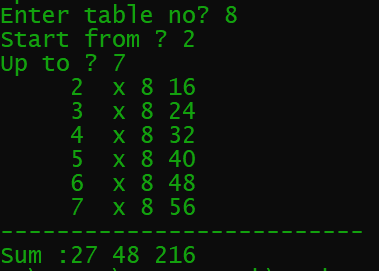 Enter table no? 8
Start from ? 2
Up to ? 7
2 x 8 16
3 x 8 24
4 x 8 32
5 x 8 40
6 x 8 48
7 x 8 56
--------------------------
Sum :27 48 216